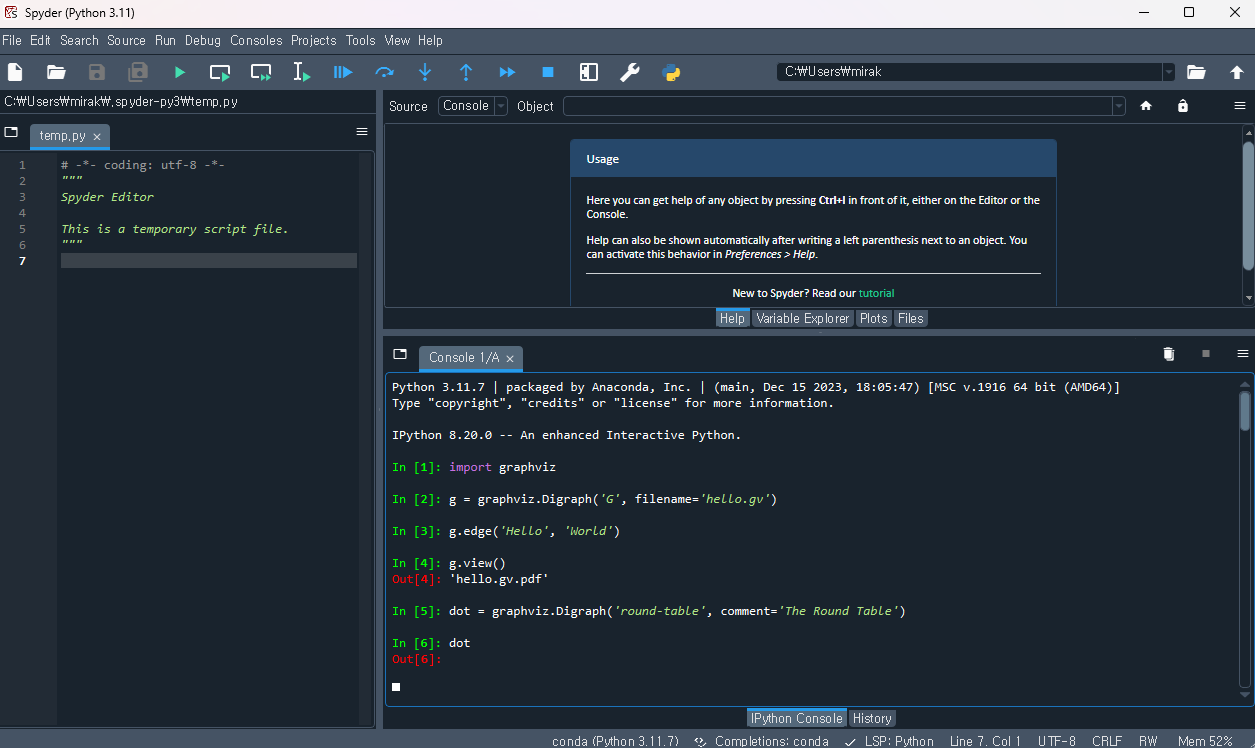 Spyder (Python 3.11)
File Edit Search Source Run Debug Consoles Projects Tools View Help
C:₩Users₩mirak
C:₩Users₩mirak₩.spyder-py3₩temp.py
temp.py
1 # -*- coding: utf-8 -*-
2 """
3 Spyder Editor
4
5 This is a temporary script file.
6 """
7
Source Console Object
Usage
Here you can get help of any object by pressing Ctrl+I in front of it, either on the Editor or the
Console.
Help can also be shown automatically after writing a left parenthesis next to an object. You
can activate this behavior in Preferences > Help.
New to Spyder? Read our tutorial
Help Variable Explorer Plots Files
Console 1/A
Python 3.11.7 | packaged by Anaconda, Inc. | (main, Dec 15 2023, 18:05:47) [MSC v.1916 64 bit (AMD64)]
Type "copyright", "credits" or "license" for more information.
IPython 8.20.0 -- An enhanced Interactive Python.
In [1]: import graphviz
In [2]: g = graphviz.Digraph('G', filename='hello.gv')
In [3]: g.edge('Hello', 'World')
In [4]: g.view()
Out[4]: 'hello.gv.pdf'
In [5]: dot = graphviz.Digraph('round-table', comment='The Round Table')
In [6]: dot
Out[6]:
IPython Console History
conda (Python 3.11.7) Completions: conda LSP: Python Line 7, Col 1 UTF-8 CRLF RW Mem 52%